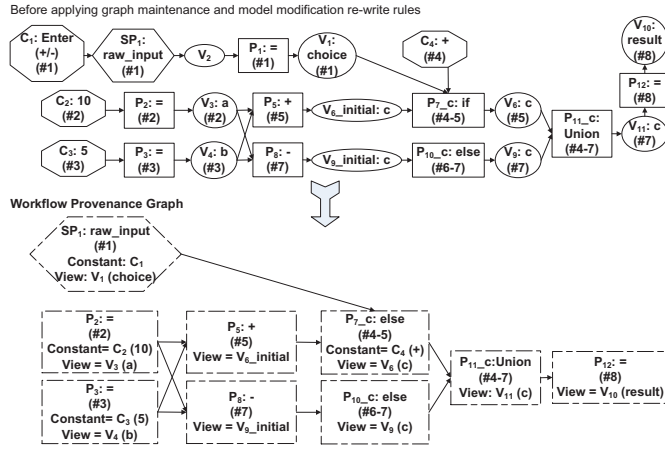 Before applying graph maintenance and model modification re-write rules
C₁: Enter
(+/-)
(#1)
SP₁:
raw_input
(#1)
V₂
P₁: =
(#1)
V₁:
choice
(#1)
C₄: +
(#4)
V₁₀:
result
(#8)
P₁₂: =
(#8)
C₂: 10
(#2)
P₂: =
(#2)
V₃: a
(#2)
P₅: +
(#5)
V₆_initial: c
P₇_c: if
(#4-5)
V₆: c
(#5)
P₁₁_c:
Union
(#4-7)
V₁₁: c
(#7)
C₃: 5
(#3)
P₃: =
(#3)
V₄: b
(#3)
P₈: -
(#7)
V₉_initial: c
P₁₀_c: else
(#6-7)
V₉: c
(#7)
Workflow Provenance Graph
SP₁: raw_input
(#1)
Constant: C₁
View: V₁ (choice)
P₂: =
(#2)
Constant= C₂ (10)
View = V₃ (a)
P₅: +
(#5)
View = V₆_initial
P₇_c: else
(#4-5)
Constant= C₄ (+)
View = V₆ (c)
P₁₁_c:Union
(#4-7)
View: V₁₁ (c)
P₁₂: =
(#8)
View = V₁₀ (result)
P₃: =
(#3)
Constant= C₃ (5)
View = V₄ (b)
P₈: -
(#7)
View = V₉_initial
P₁₀_c: else
(#6-7)
View = V₉ (c)